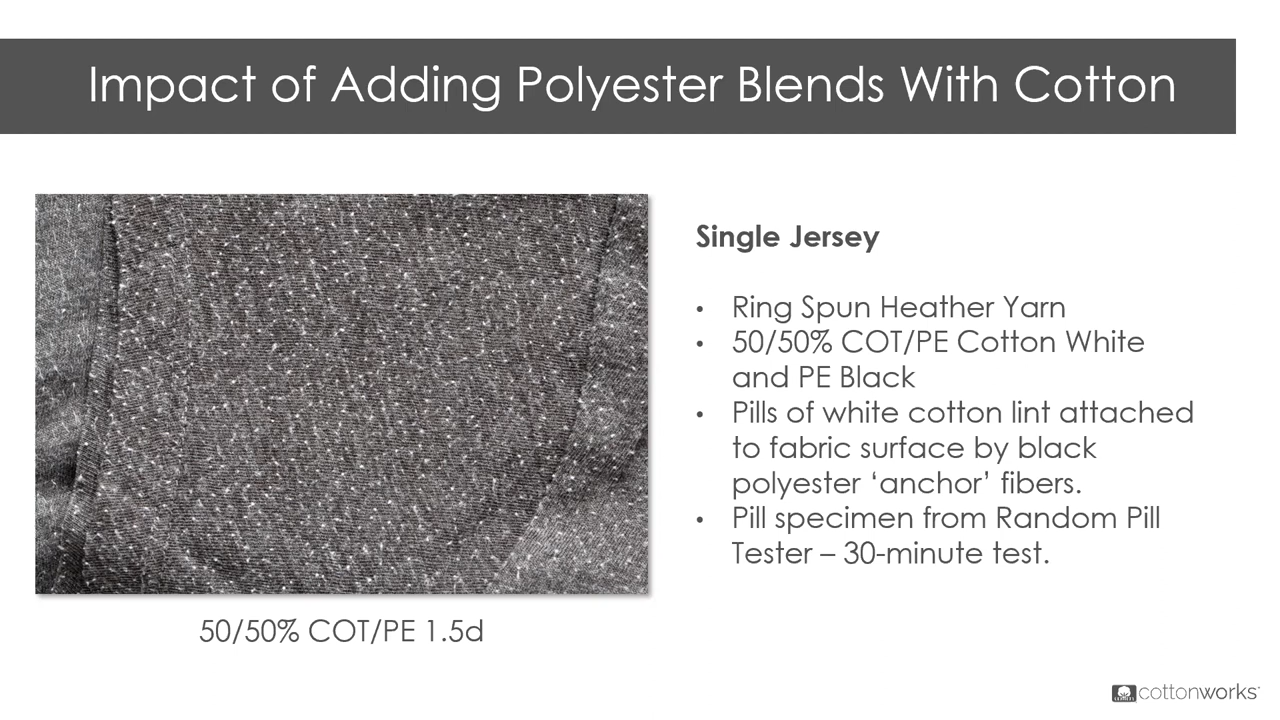 Impact of Adding Polyester Blends With Cotton
Single Jersey
• Ring Spun Heather Yarn
• 50/50% COT/PE Cotton White
and PE Black
• Pills of white cotton lint attached
to fabric surface by black
polyester ‘anchor’ fibers.
• Pill specimen from Random Pill
Tester – 30-minute test.
50/50% COT/PE 1.5d
cottonworks